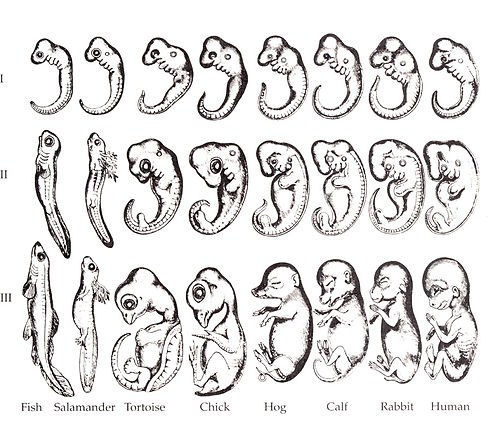 I
II
III
Fish Salamander Tortoise Chick Hog Calf Rabbit Human